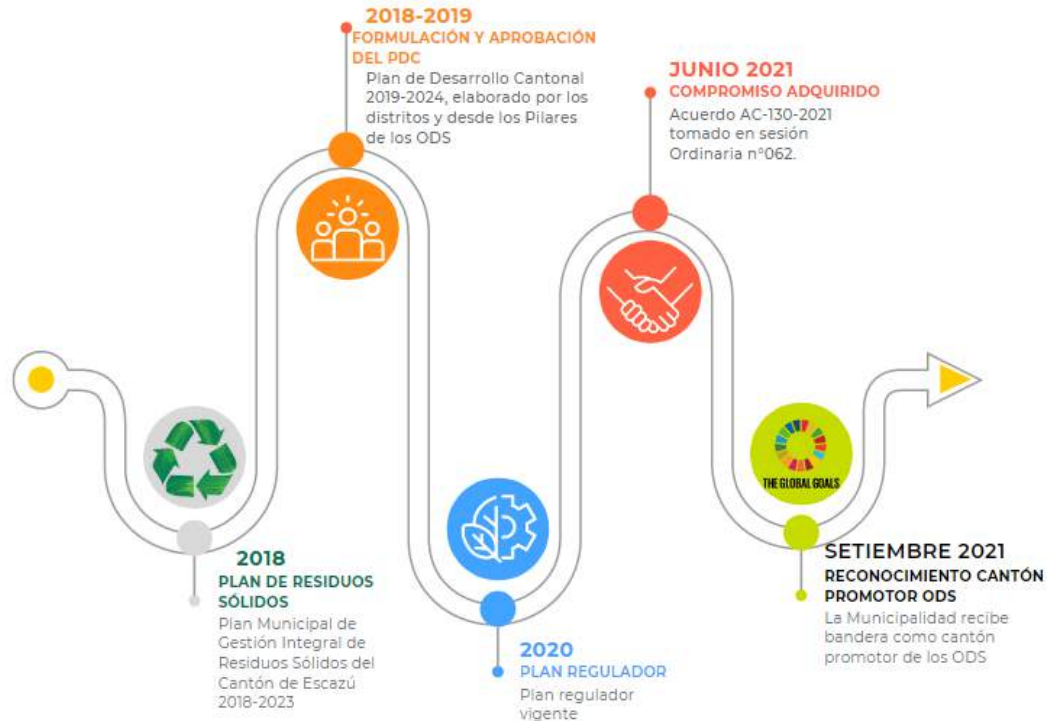 2018-2019
FORMULACIÓN Y APROBACIÓN
DEL PDC
Plan de Desarrollo Cantonal
2019-2024, elaborado por los
distritos y desde los Pilares
de los ODS
JUNIO 2021
COMPROMISO ADQUIRIDO
Acuerdo AC-130-2021
tomado en sesión
Ordinaria n°062.
THE GLOBAL GOALS
2018
PLAN DE RESIDUOS
SÓLIDOS
Plan Municipal de
Gestión Integral de
Residuos Sólidos del
Cantón de Escazú
2018-2023
2020
PLAN REGULADOR
Plan regulador
vigente
SETIEMBRE 2021
RECONOCIMIENTO CANTÓN
PROMOTOR ODS
La Municipalidad recibe
bandera como cantón
promotor de los ODS